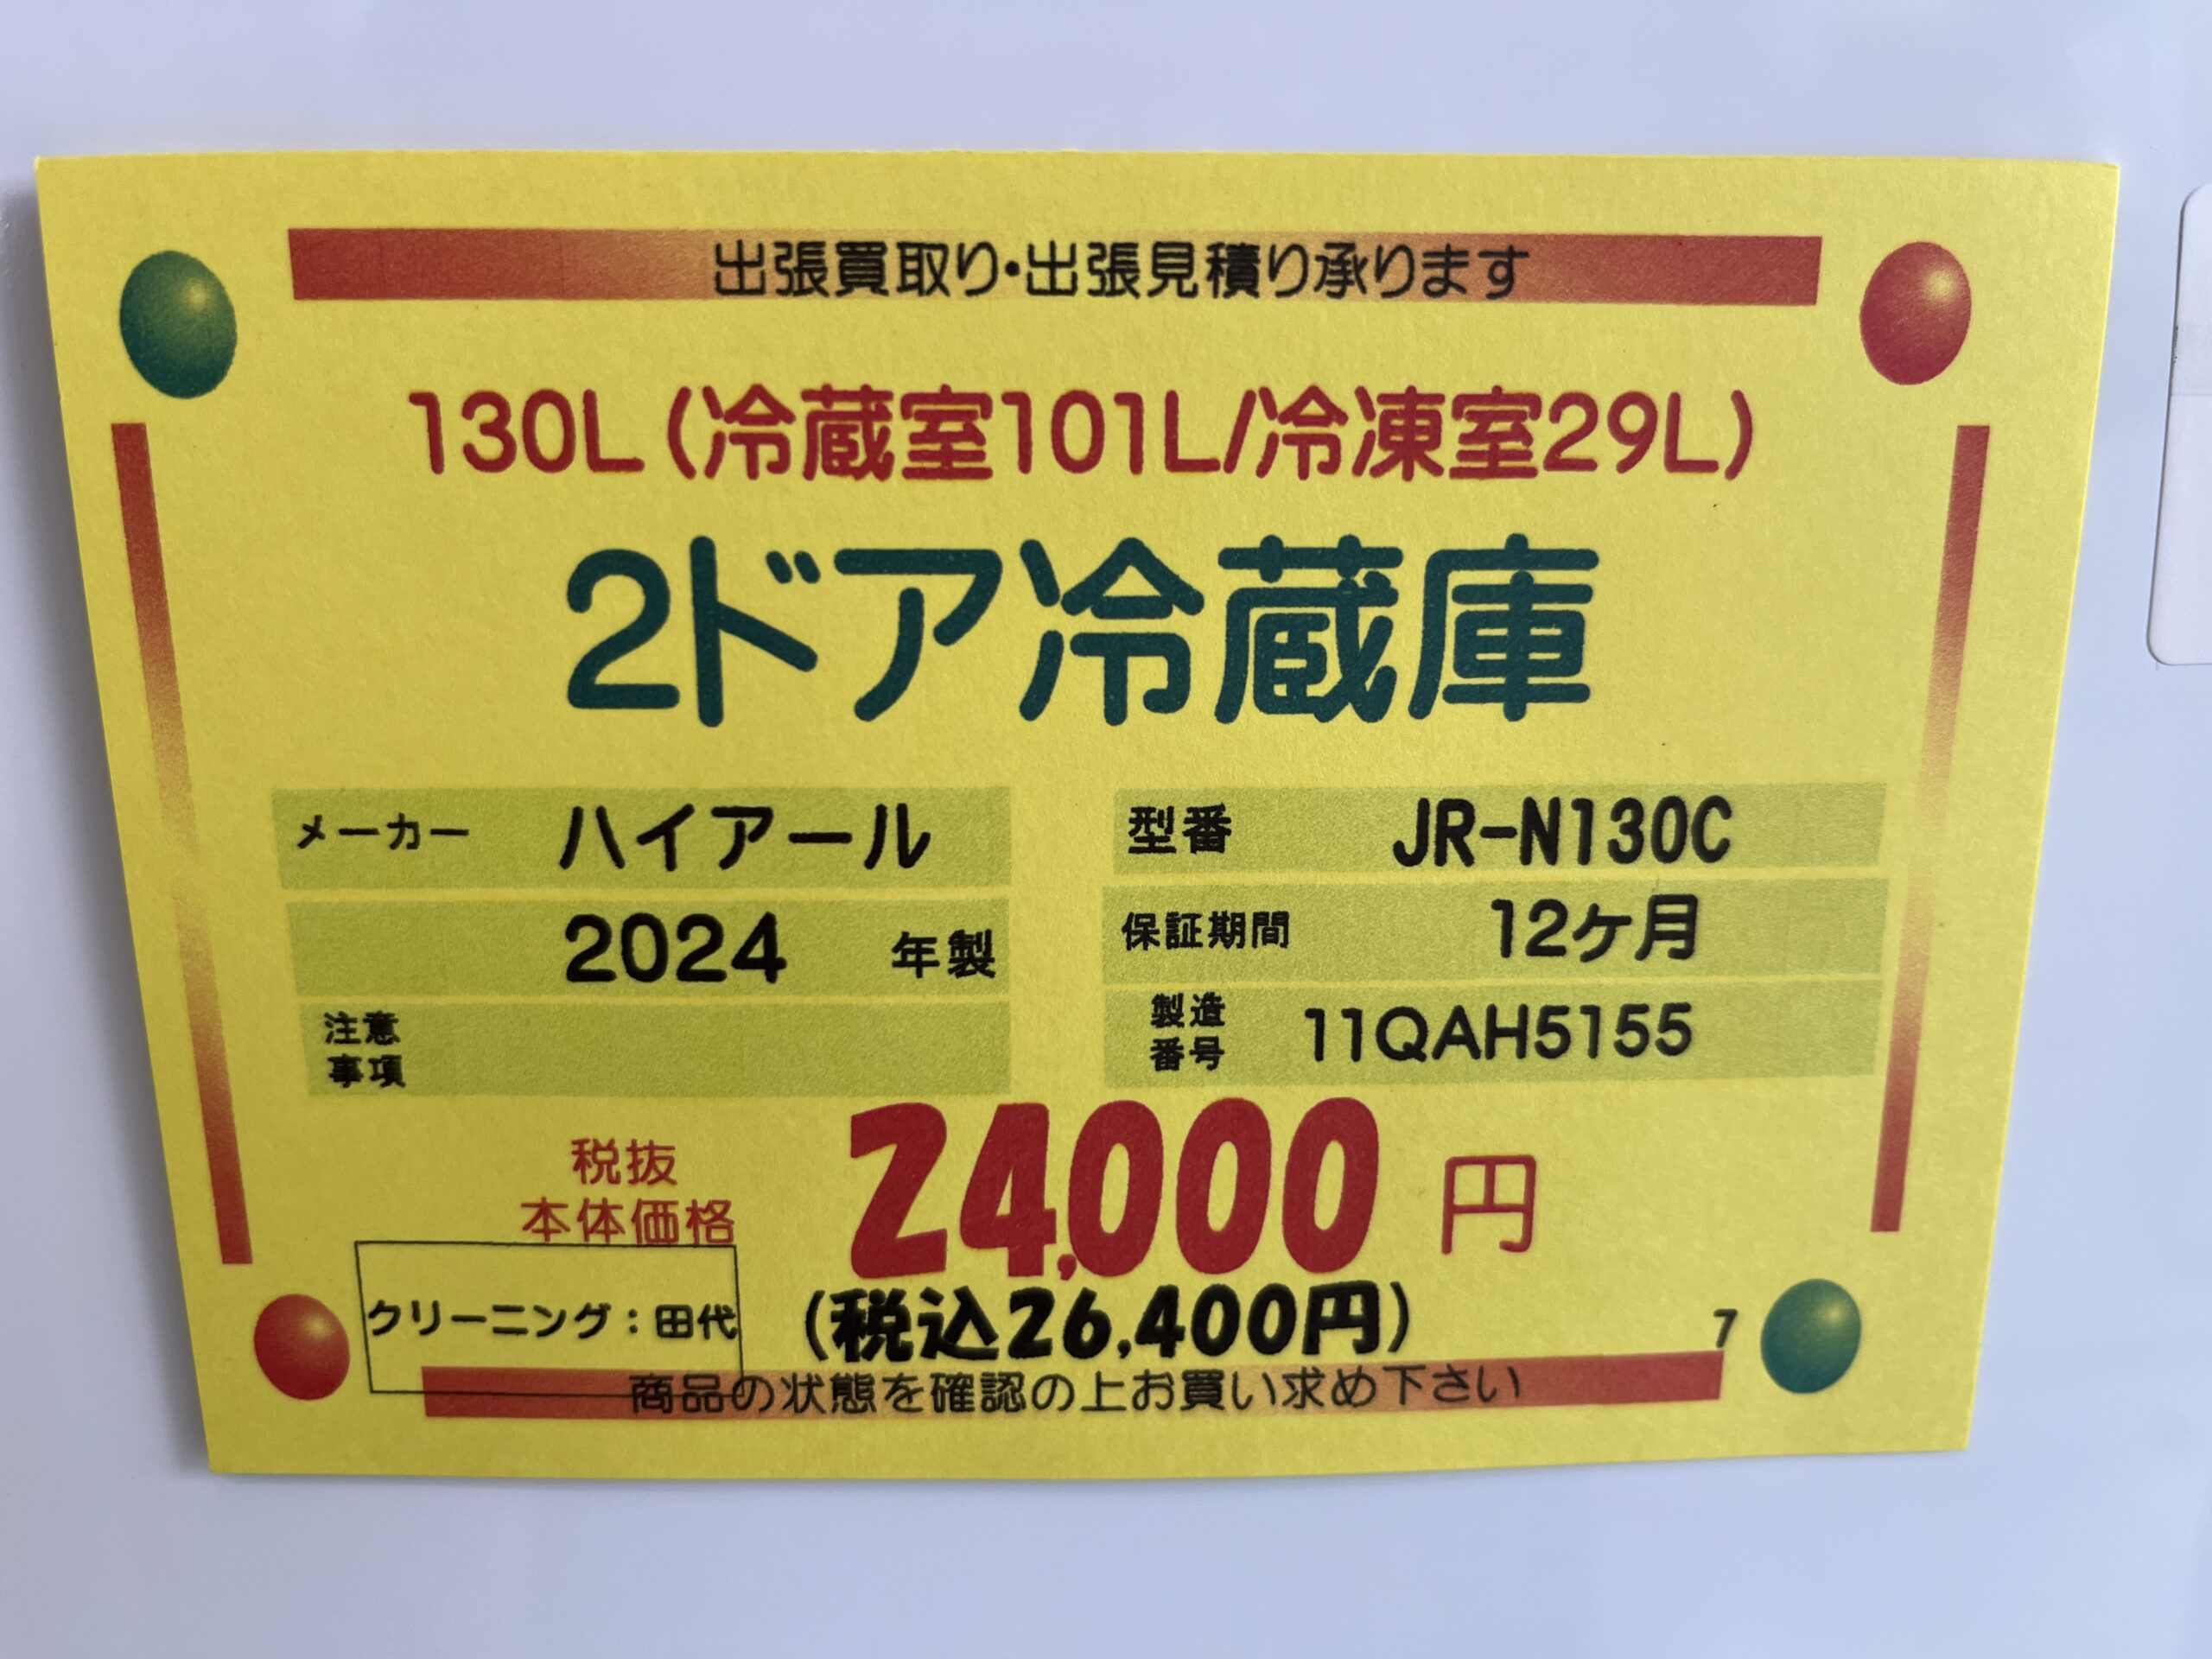 出張買取り・出張見積り承ります
130L(冷蔵室101L/冷凍室29L)
2ドア冷蔵庫
メーカー ハイアール
型番 JR-N130C
2024 年製
保証期間 12ケ月
注意
事項
製造
番号 11QAH5155
税抜
本体価格 24,000 円
クリーニング：田代
(税込26,400円)
7
商品の状態を確認の上お買い求め下さい